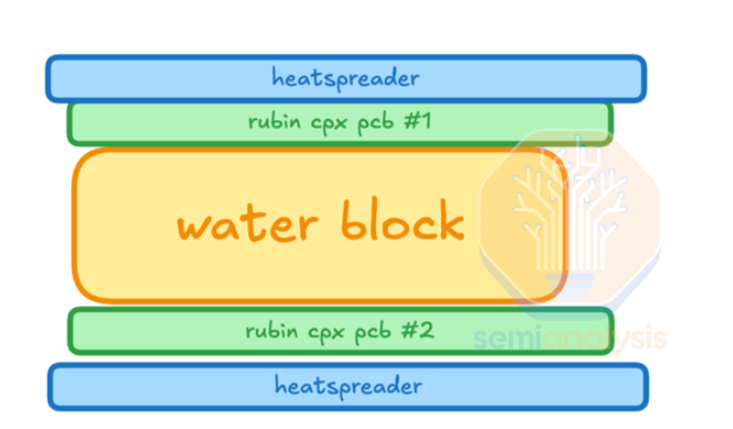 heatspreader
rubin cpx pcb #1
water block
rubin cpx pcb #2
semianalysis
heatspreader